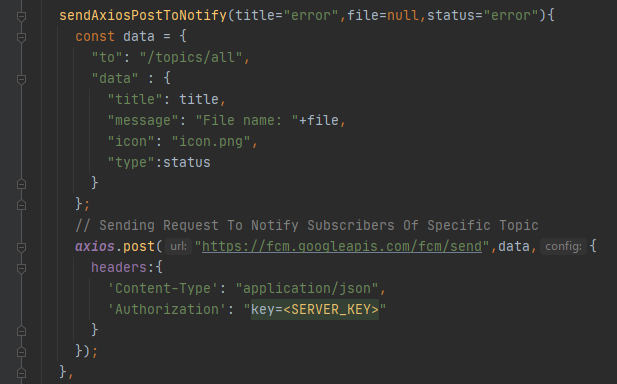 sendAxiosPostToNotify(title="error",file=null,status="error"){
const data = {
"to": "/topics/all",
"data" : {
"title": title,
"message": "File name: "+file,
"icon": "icon.png",
"type":status
}
};
// Sending Request To Notify Subscribers Of Specific Topic
axios.post( url: "https://fcm.googleapis.com/fcm/send",data, config: {
headers:{
'Content-Type': "application/json",
'Authorization': "key=<SERVER_KEY>"
}
});
},